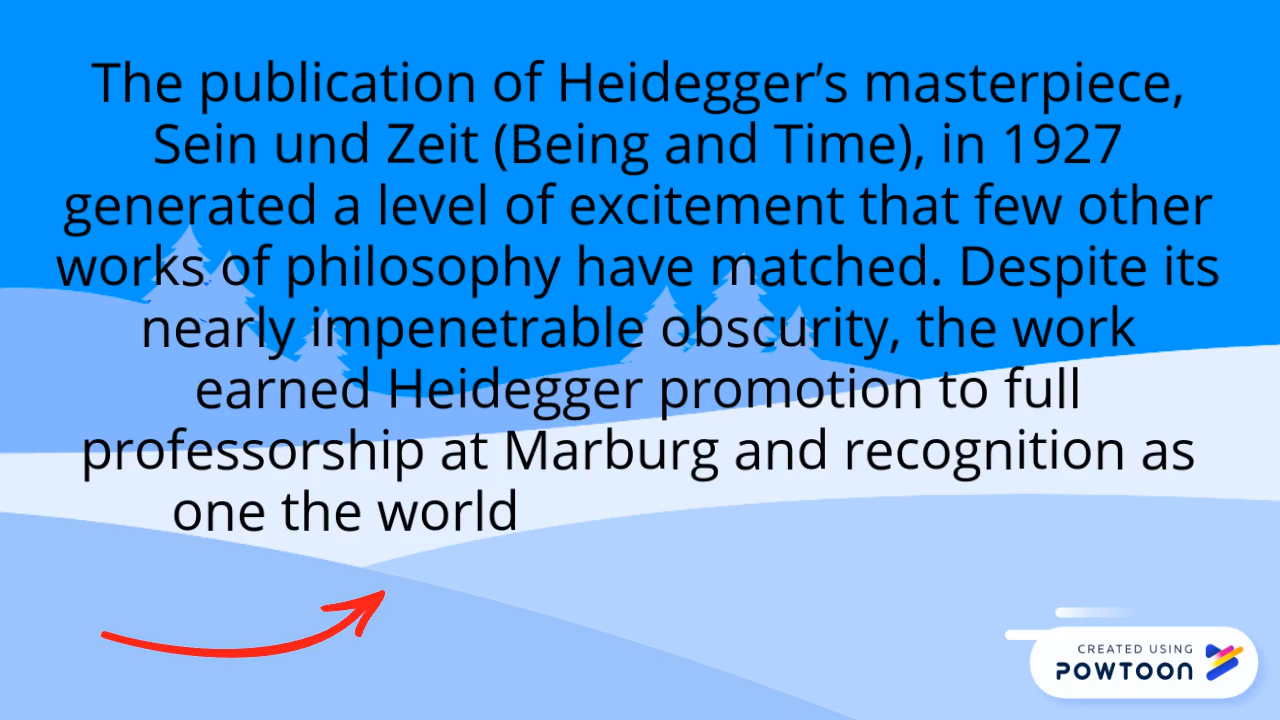 The publication of Heidegger’s masterpiece,
Sein und Zeit (Being and Time), in 1927
generated a level of excitement that few other
works of philosophy have matched. Despite its
nearly impenetrable obscurity, the work
earned Heidegger promotion to full
professorship at Marburg and recognition as
one the world
CREATED USING
POWTOON